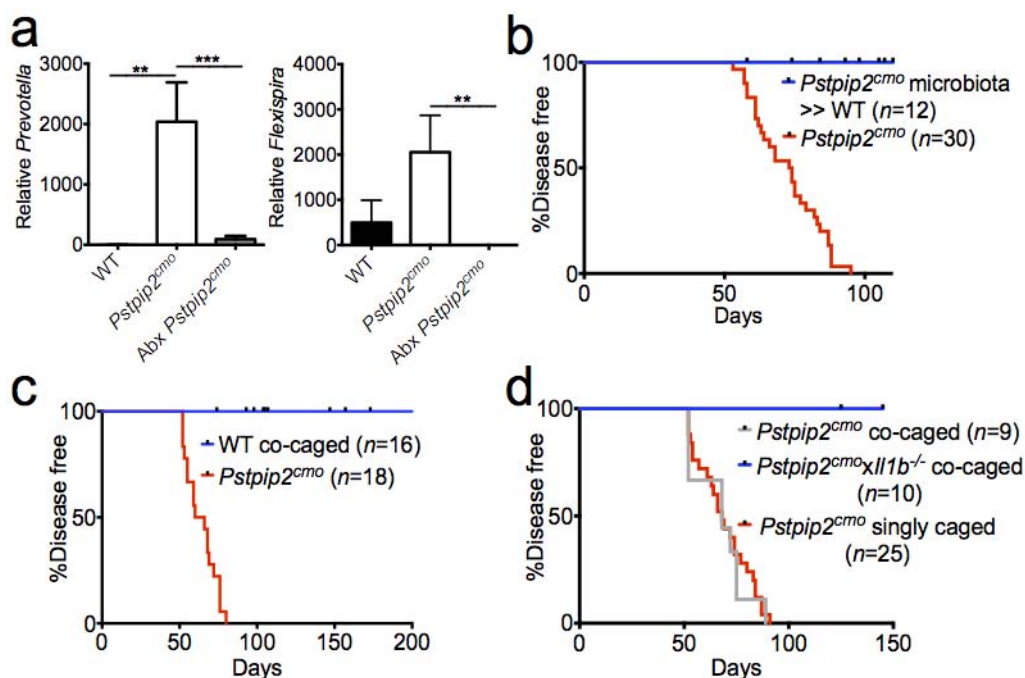 a
Relative Prevotella
3000
2000
1000
0
**
***
WT
Pstpip2cmo
Abx Pstpip2cmo
Relative Flexispira
4000
3000
2000
1000
0
**
WT
Pstpip2cmo
Abx Pstpip2cmo
b
%Disease free
100
50
0
Pstpip2cmo microbiota
>> WT (n=12)
Pstpip2cmo (n=30)
0
50
100
Days
c
%Disease free
100
50
0
WT co-caged (n=16)
Pstpip2cmo (n=18)
0
50
100
150
200
Days
d
%Disease free
100
50
0
Pstpip2cmo co-caged (n=9)
Pstpip2cmoxIl1b-/- co-caged
(n=10)
Pstpip2cmo singly caged
(n=25)
0
50
100
150
Days